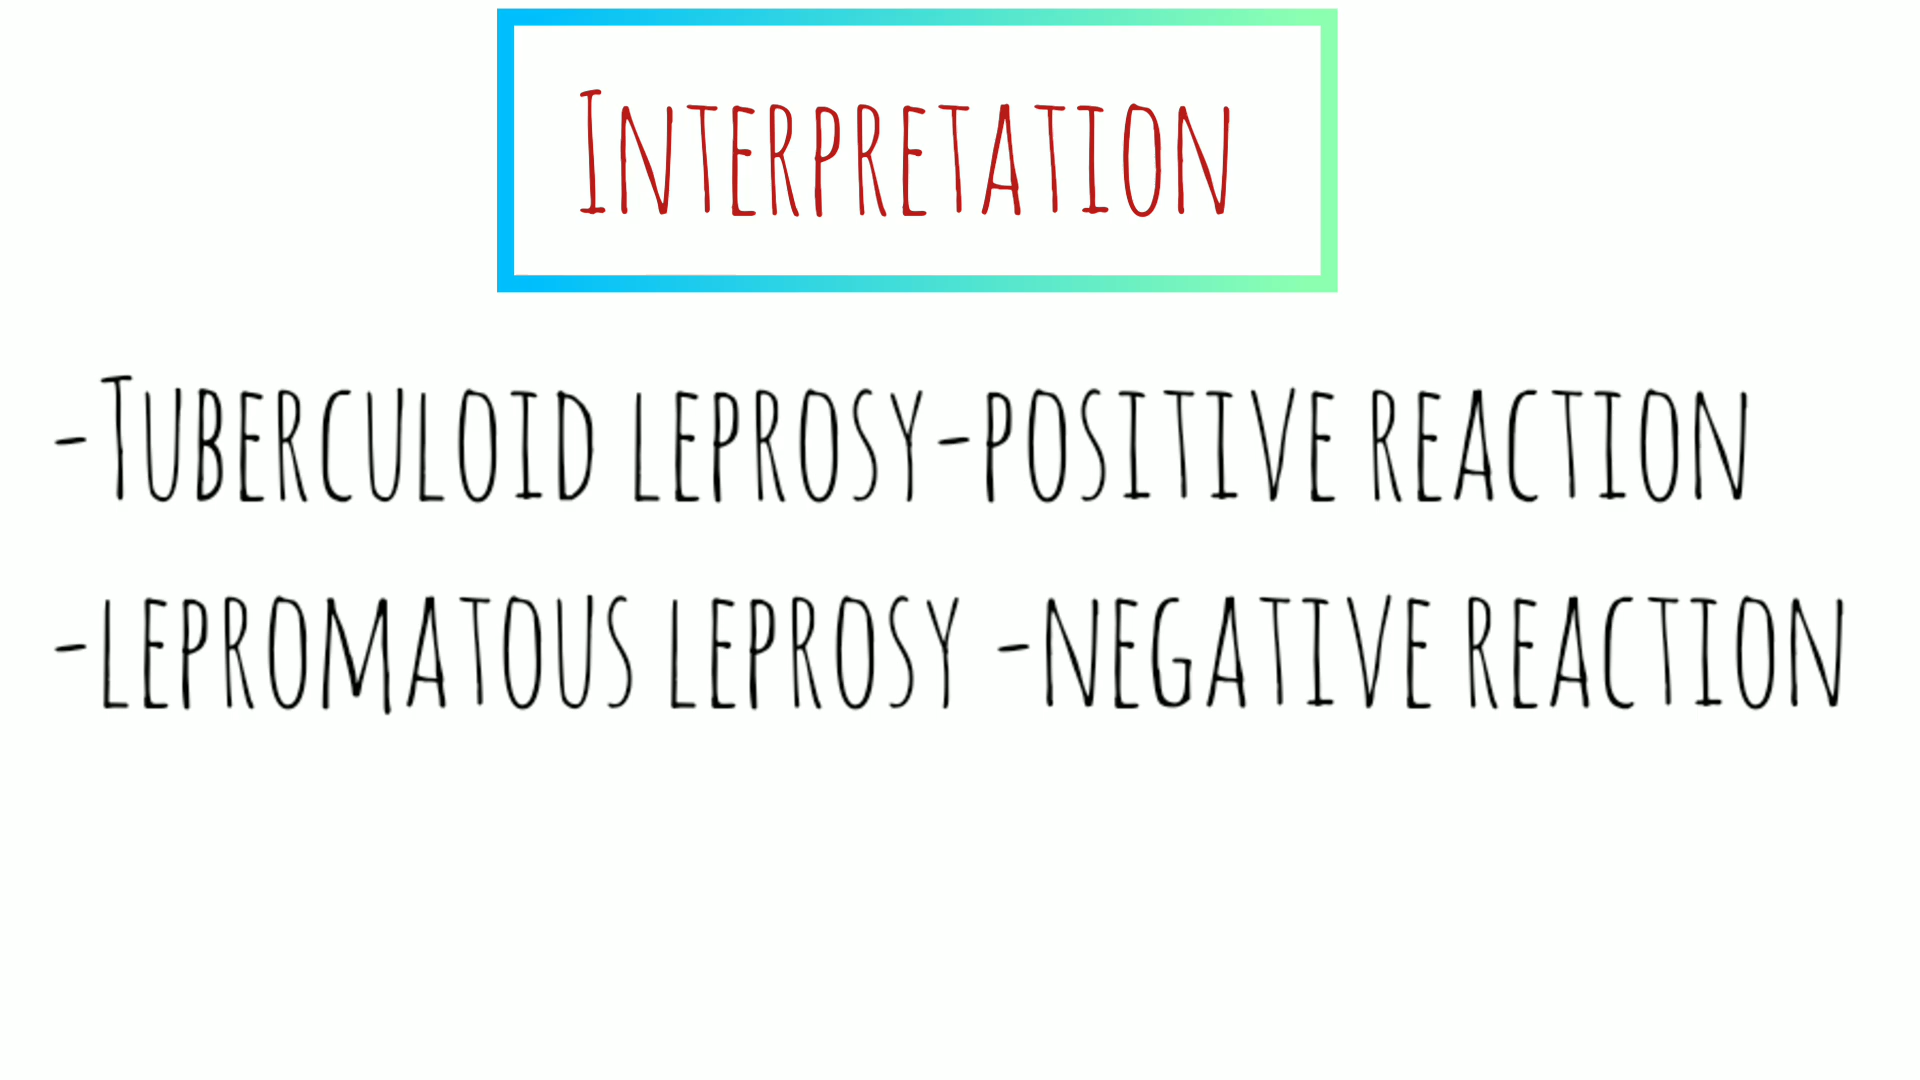 Interpretation
-Tuberculoid leprosy-positive reaction
-lepromatous leprosy -negative reaction